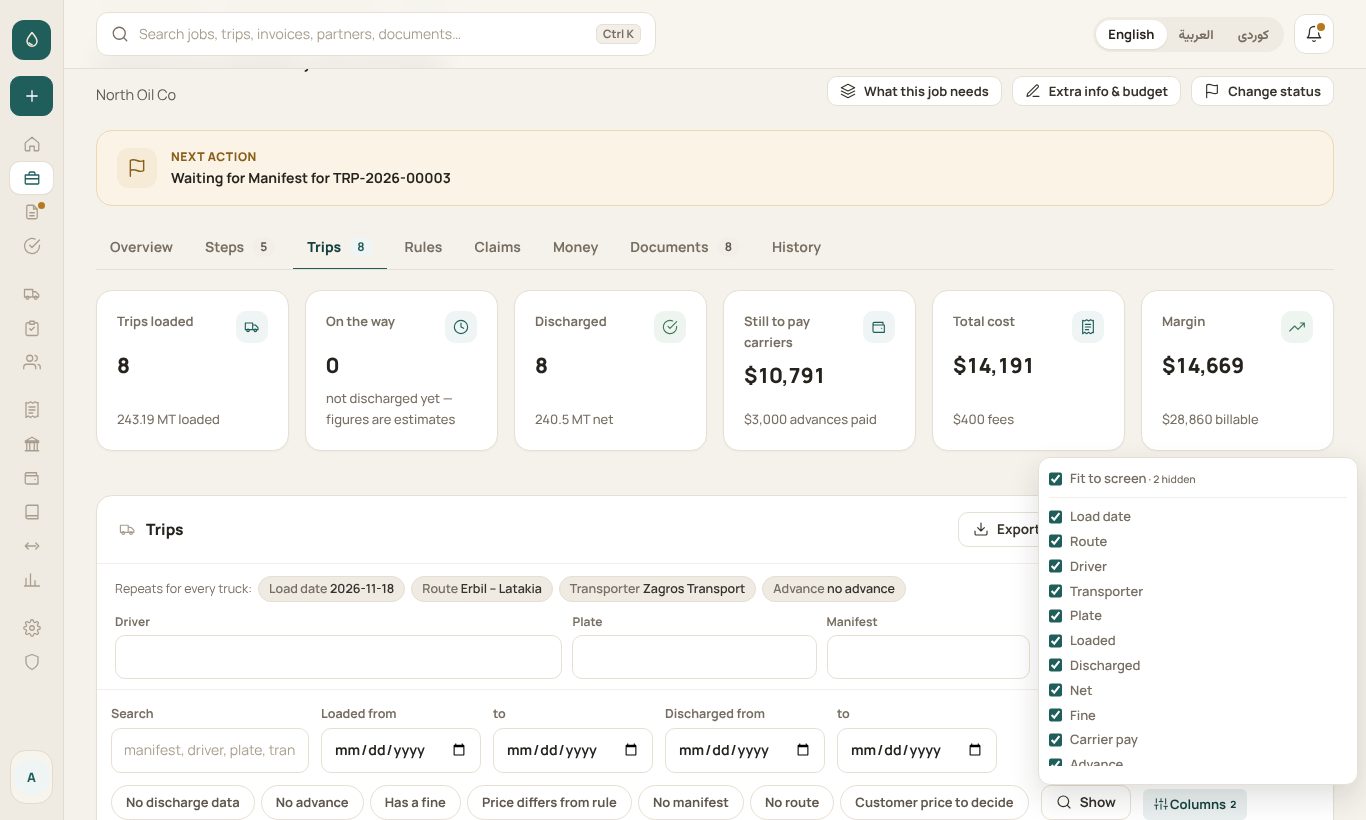 Search jobs, trips, invoices, partners, documents...
Ctrl K
English
العربية
کوردی
North Oil Co
What this job needs
Extra info & budget
Change status
NEXT ACTION
Waiting for Manifest for TRP-2026-00003
Overview
Steps 5
Trips 8
Rules
Claims
Money
Documents 8
History
Trips loaded
8
243.19 MT loaded
On the way
0
not discharged yet —
figures are estimates
Discharged
8
240.5 MT net
Still to pay
carriers
$10,791
$3,000 advances paid
Total cost
$14,191
$400 fees
Margin
$14,669
$28,860 billable
Trips
Export
Repeats for every truck:
Load date 2026-11-18
Route Erbil – Latakia
Transporter Zagros Transport
Advance no advance
Driver
Plate
Manifest
Search
Loaded from
to
Discharged from
to
manifest, driver, plate, tran
mm/dd/yyyy
mm/dd/yyyy
mm/dd/yyyy
mm/dd/yyyy
No discharge data
No advance
Has a fine
Price differs from rule
No manifest
No route
Customer price to decide
Show
Columns 2
Fit to screen · 2 hidden
Load date
Route
Driver
Transporter
Plate
Loaded
Discharged
Net
Fine
Carrier pay
Advance
A